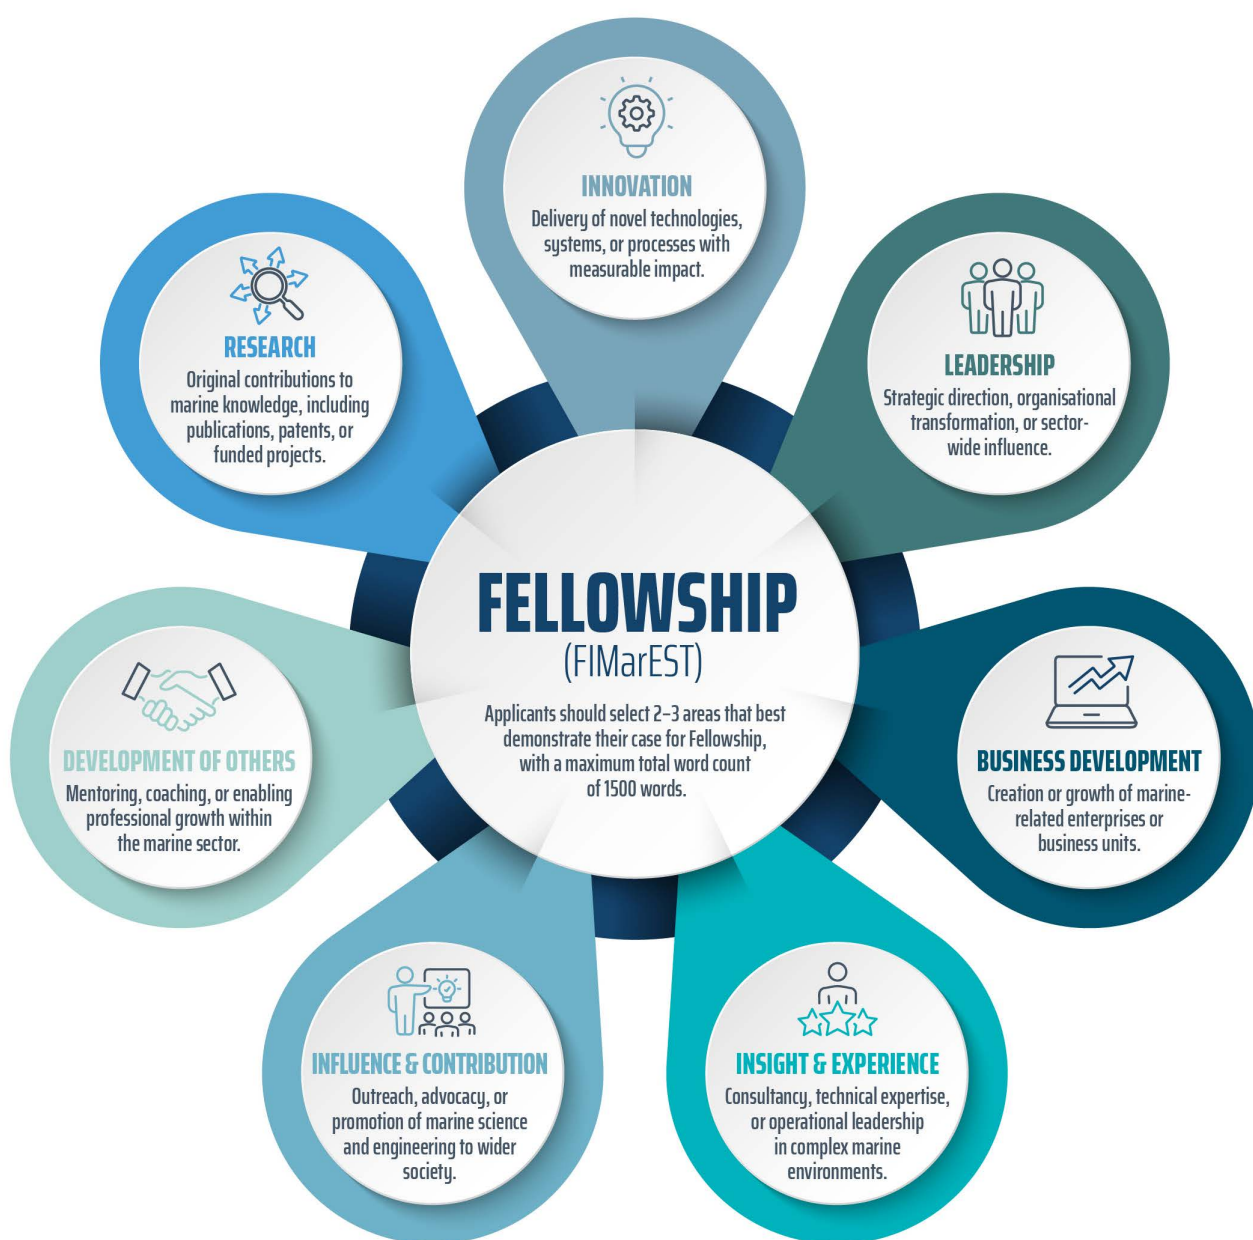 INNOVATION
Delivery of novel technologies,
systems, or processes with
measurable impact.
LEADERSHIP
Strategic direction, organisational
transformation, or sector-
wide influence.
BUSINESS DEVELOPMENT
Creation or growth of marine-
related enterprises or
business units.
INSIGHT & EXPERIENCE
Consultancy, technical expertise,
or operational leadership
in complex marine
environments.
INFLUENCE & CONTRIBUTION
Outreach, advocacy, or
promotion of marine science
and engineering to wider
society.
DEVELOPMENT OF OTHERS
Mentoring, coaching, or enabling
professional growth within
the marine sector.
RESEARCH
Original contributions to
marine knowledge, including
publications, patents, or
funded projects.
FELLOWSHIP
(FIMarEST)
Applicants should select 2–3 areas that best
demonstrate their case for Fellowship,
with a maximum total word count
of 1500 words.